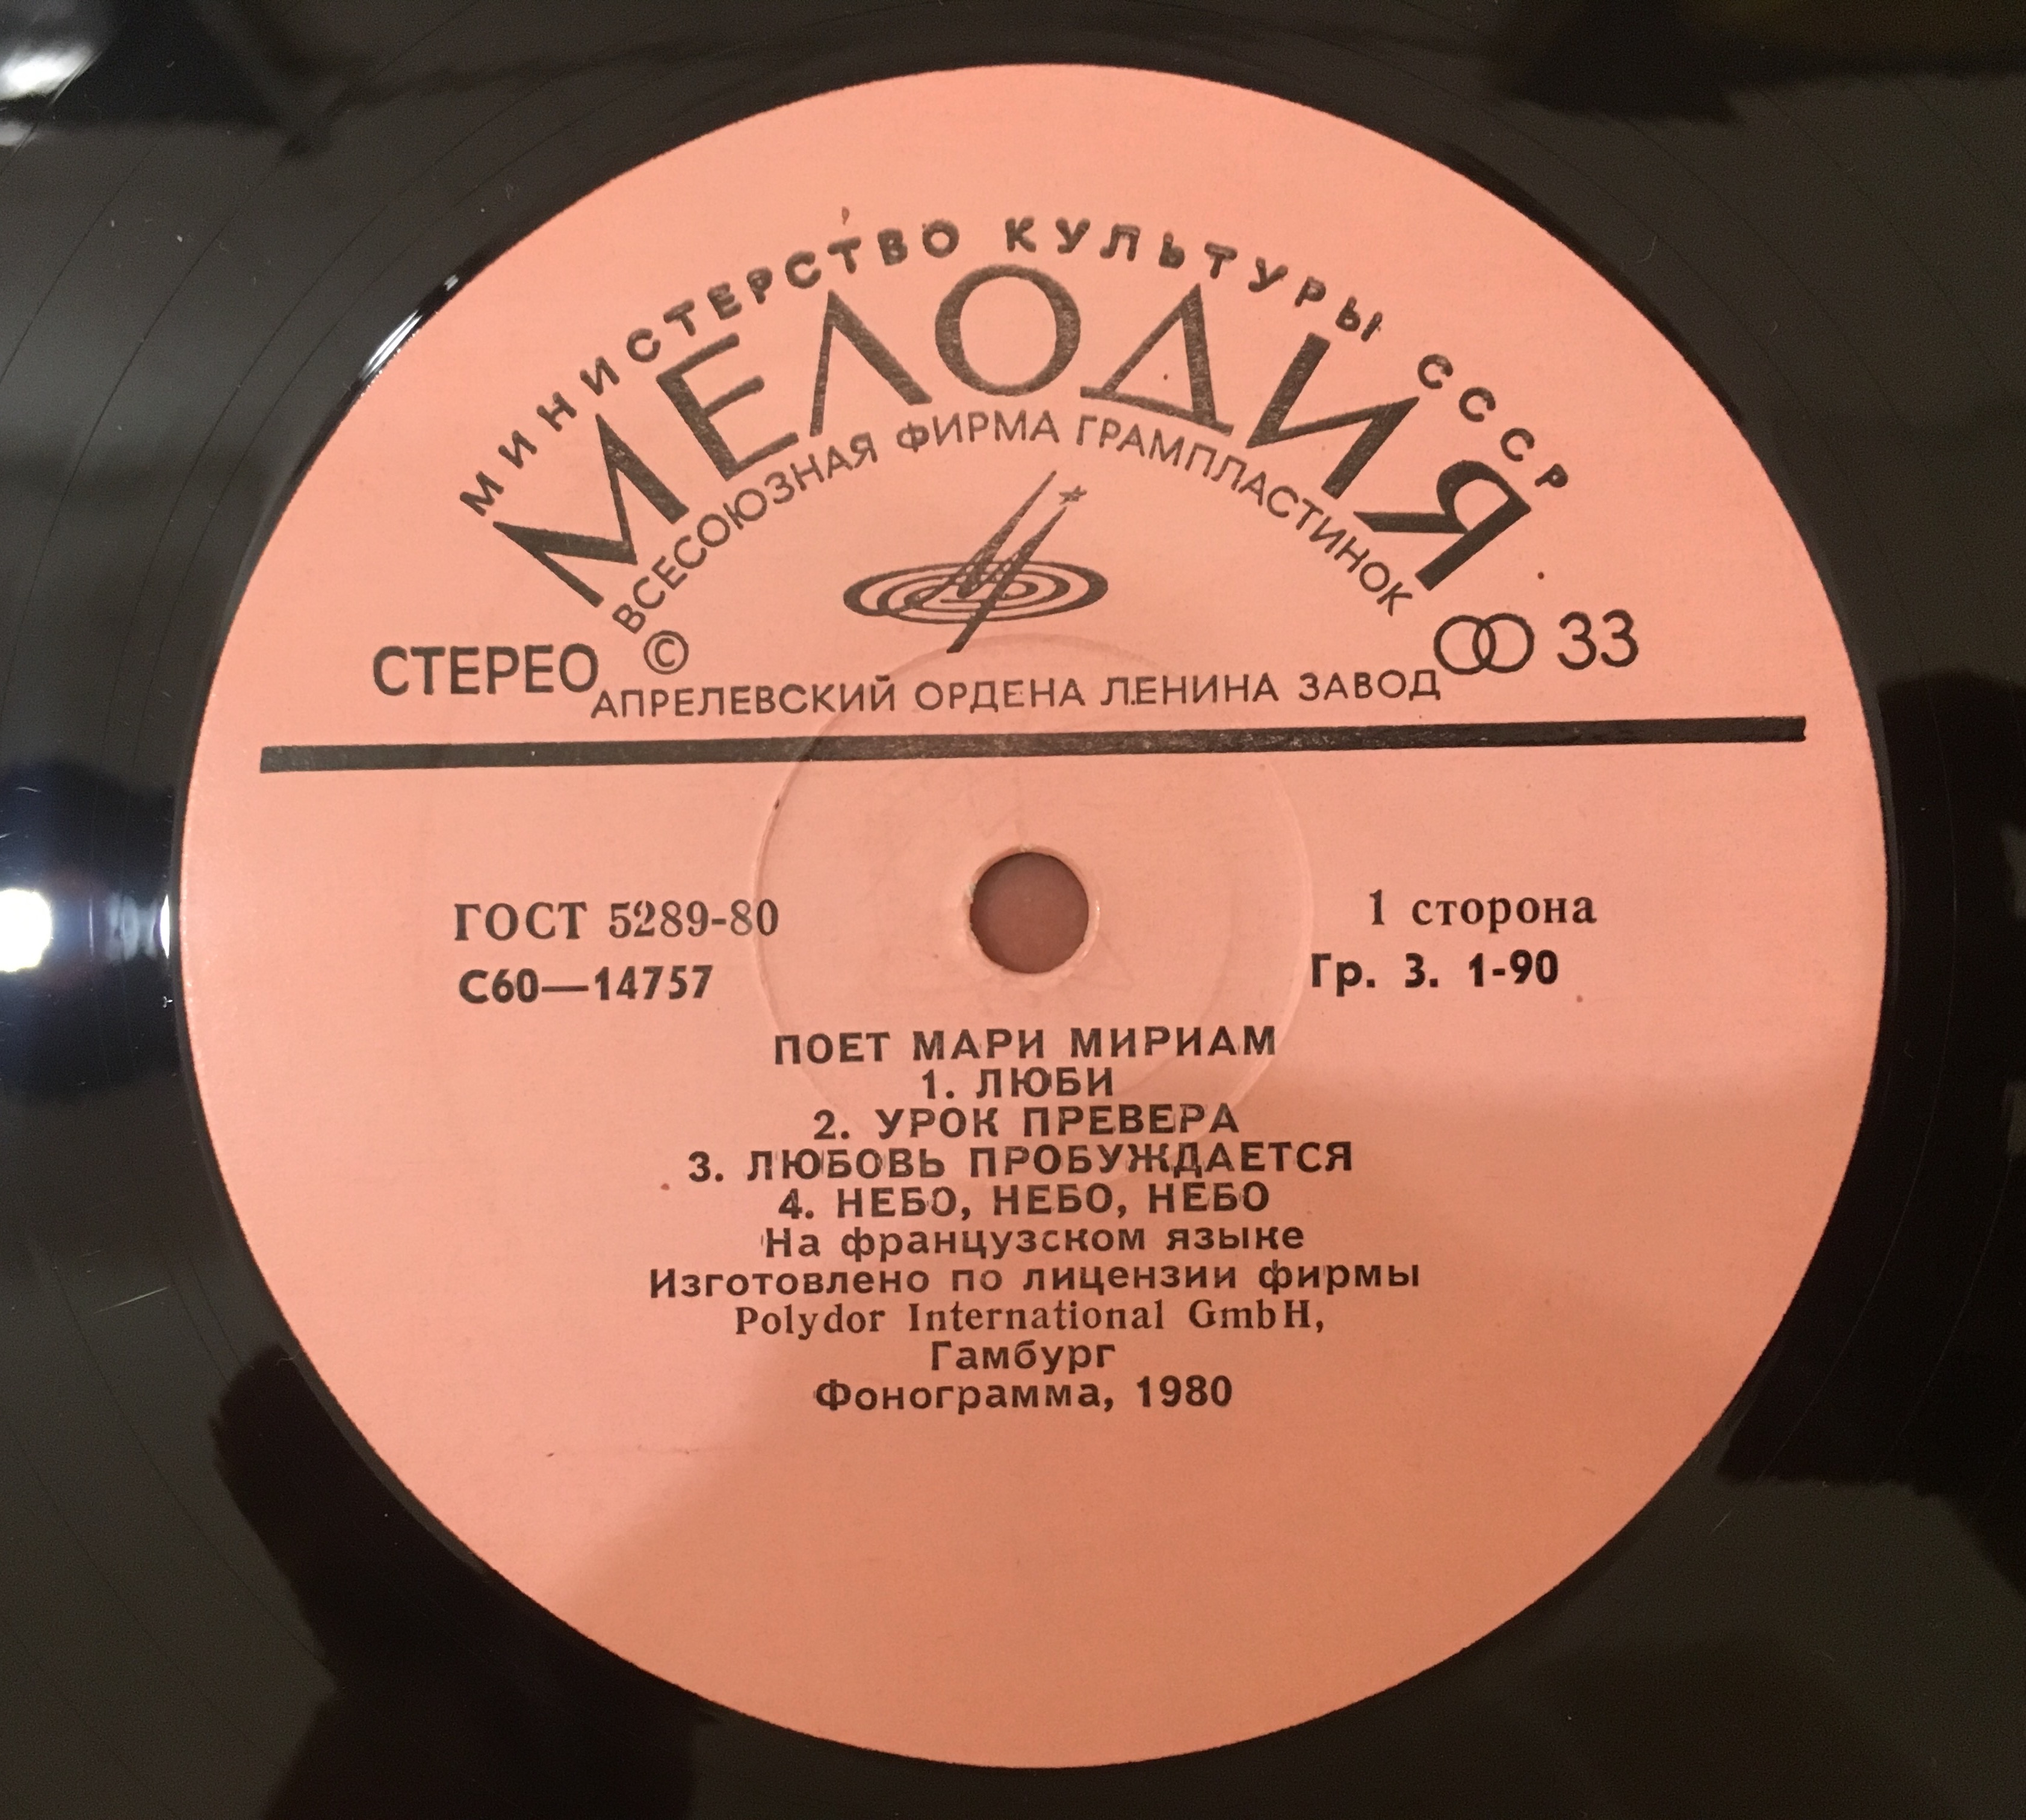 МИНИСТЕРСТВО КУЛЬТУРЫ СССР
МЕЛОДИЯ
ВСЕСОЮЗНАЯ ФИРМА ГРАМПЛАСТИНОК
СТЕРЕО © 33
АПРЕЛЕВСКИЙ ОРДЕНА ЛЕНИНА ЗАВОД
ГОСТ 5289-80 1 сторона
С60—14757 Гр. 3. 1-90
ПОЕТ МАРИ МИРИАМ
1. ЛЮБИ
2. УРОК ПРЕВЕРА
3. ЛЮБОВЬ ПРОБУЖДАЕТСЯ
4. НЕБО, НЕБО, НЕБО
На французском языке
Изготовлено по лицензии фирмы
Polydor International GmbH,
Гамбург
Фонограмма, 1980